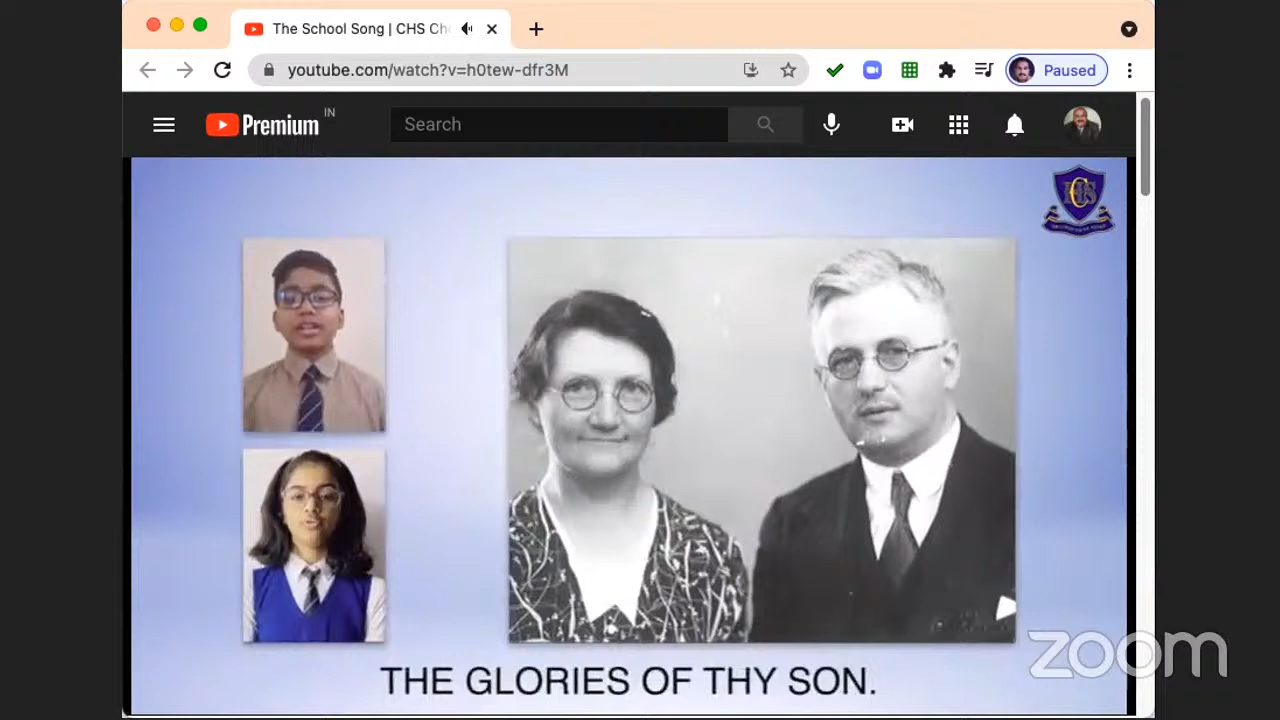 The School Song | CHS Ch
youtube.com/watch?v=h0tew-dfr3M
Paused
Premium
IN
Search
CHS
THE GLORIES OF THY SON.
zoom